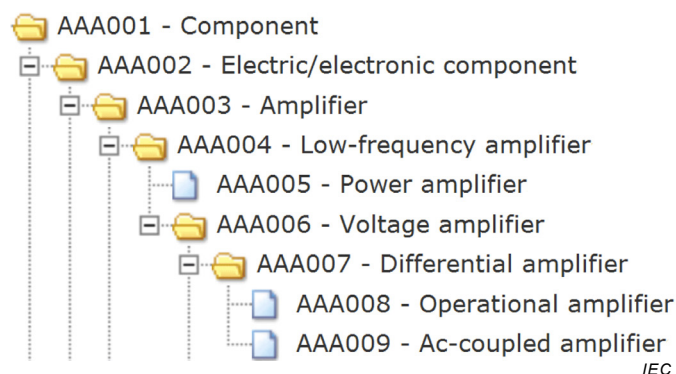 AAA001 - Component
AAA002 - Electric/electronic component
AAA003 - Amplifier
AAA004 - Low-frequency amplifier
AAA005 - Power amplifier
AAA006 - Voltage amplifier
AAA007 - Differential amplifier
AAA008 - Operational amplifier
AAA009 - Ac-coupled amplifier
IEC